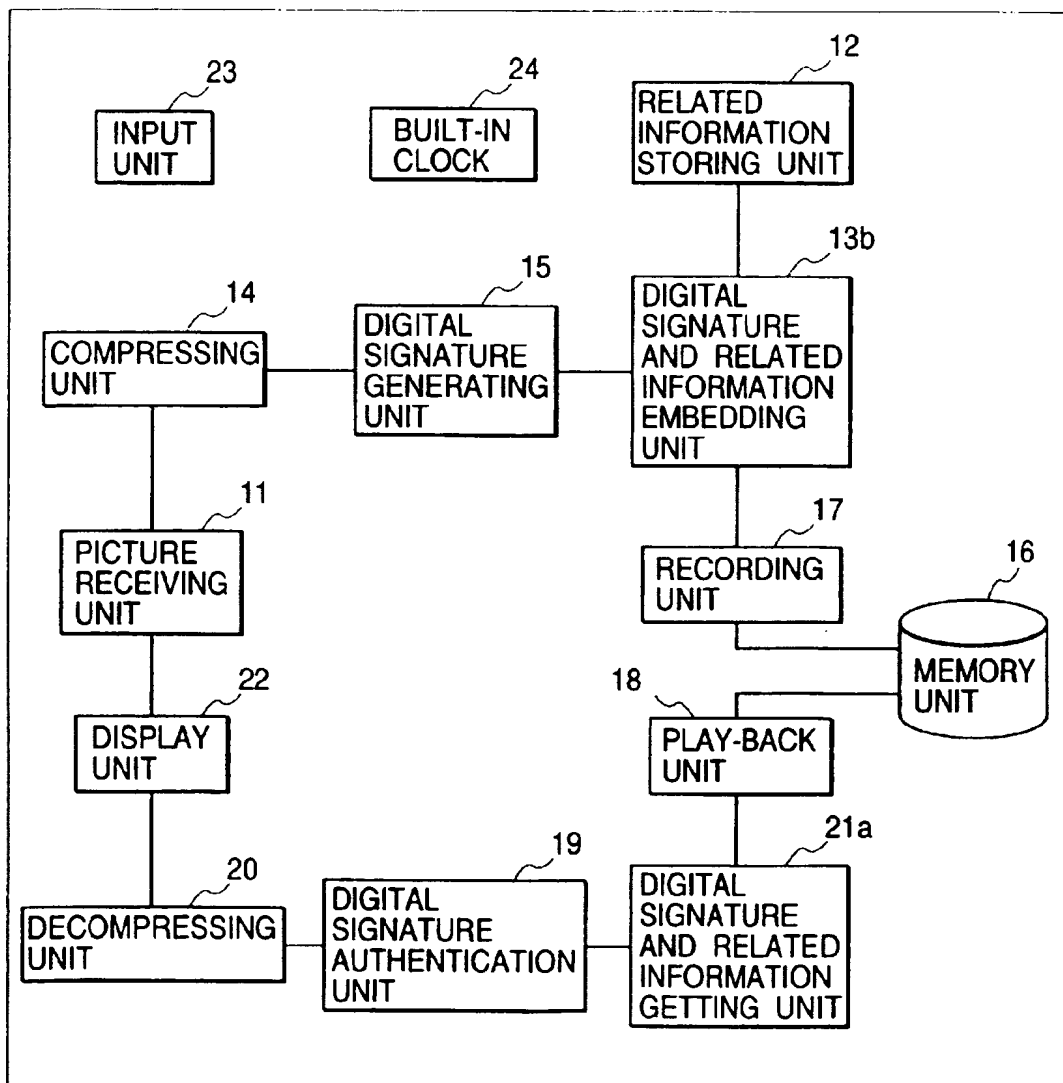 23
INPUT
UNIT
24
BUILT-IN
CLOCK
12
RELATED
INFORMATION
STORING UNIT
14
COMPRESSING
UNIT
15
DIGITAL
SIGNATURE
GENERATING
UNIT
13b
DIGITAL
SIGNATURE
AND RELATED
INFORMATION
EMBEDDING
UNIT
11
PICTURE
RECEIVING
UNIT
17
RECORDING
UNIT
16
MEMORY
UNIT
22
DISPLAY
UNIT
18
PLAY-BACK
UNIT
20
DECOMPRESSING
UNIT
19
DIGITAL
SIGNATURE
AUTHENTICATION
UNIT
21a
DIGITAL
SIGNATURE
AND RELATED
INFORMATION
GETTING UNIT